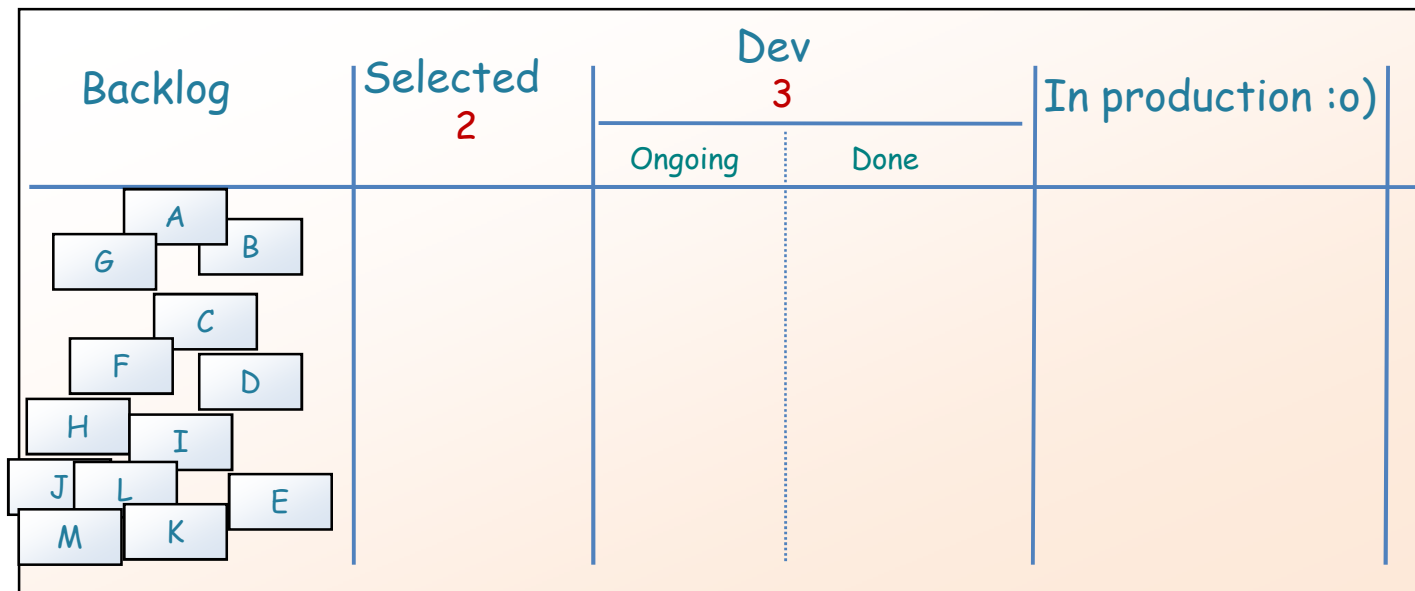 Backlog
Selected
2
Dev
3
Ongoing
Done
In production :o)
A
B
G
C
F
D
H
I
J
L
E
M
K